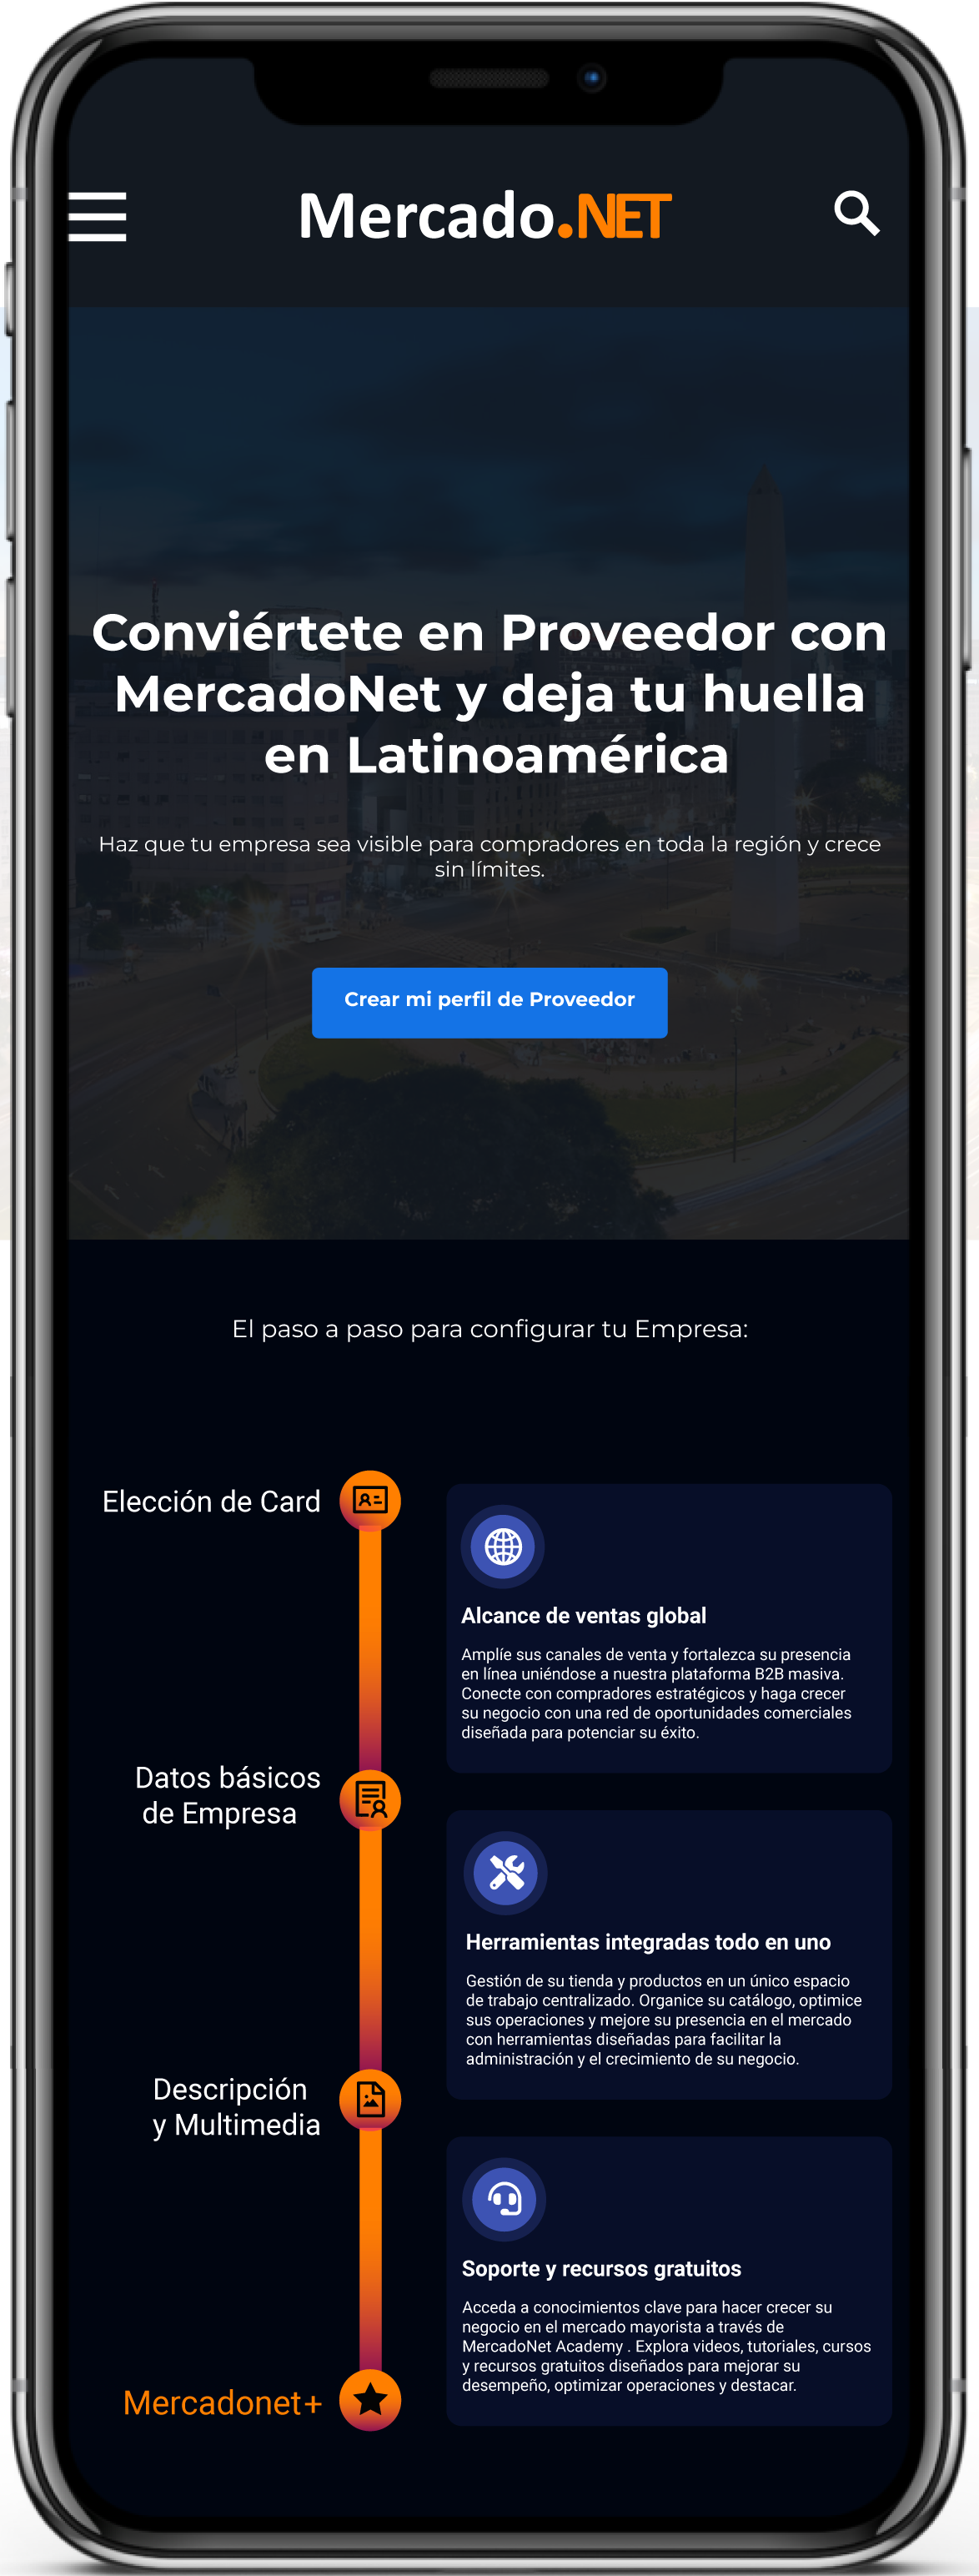 Mercado.NET
Conviértete en Proveedor con
MercadoNet y deja tu huella
en Latinoamérica
Haz que tu empresa sea visible para compradores en toda la región y crece
sin límites.
Crear mi perfil de Proveedor
El paso a paso para configurar tu Empresa:
Elección de Card
Alcance de ventas global
Amplíe sus canales de venta y fortalezca su presencia
en línea uniéndose a nuestra plataforma B2B masiva.
Conecte con compradores estratégicos y haga crecer
su negocio con una red de oportunidades comerciales
diseñada para potenciar su éxito.
Datos básicos
de Empresa
Herramientas integradas todo en uno
Gestión de su tienda y productos en un único espacio
de trabajo centralizado. Organice su catálogo, optimice
sus operaciones y mejore su presencia en el mercado
con herramientas diseñadas para facilitar la
administración y el crecimiento de su negocio.
Descripción
y Multimedia
Soporte y recursos gratuitos
Acceda a conocimientos clave para hacer crecer su
negocio en el mercado mayorista a través de
MercadoNet Academy . Explora videos, tutoriales, cursos
y recursos gratuitos diseñados para mejorar su
desempeño, optimizar operaciones y destacar.
Mercadonet+